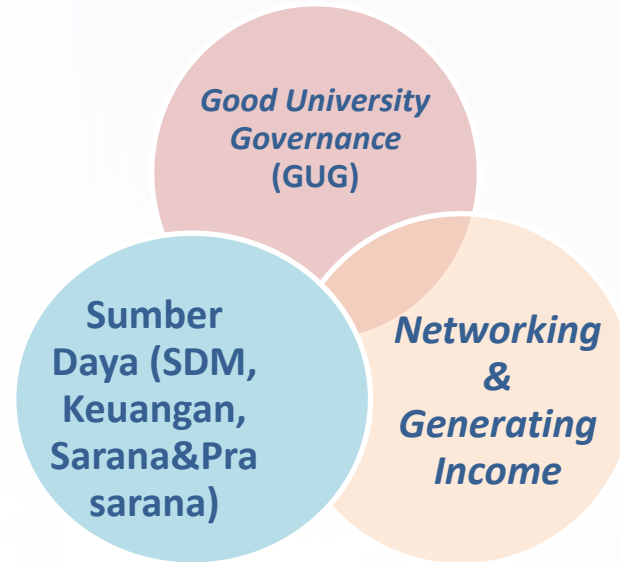 Good University
Governance
(GUG)
Sumber
Daya (SDM,
Keuangan,
Sarana&Pra
sarana)
Networking
&
Generating
Income